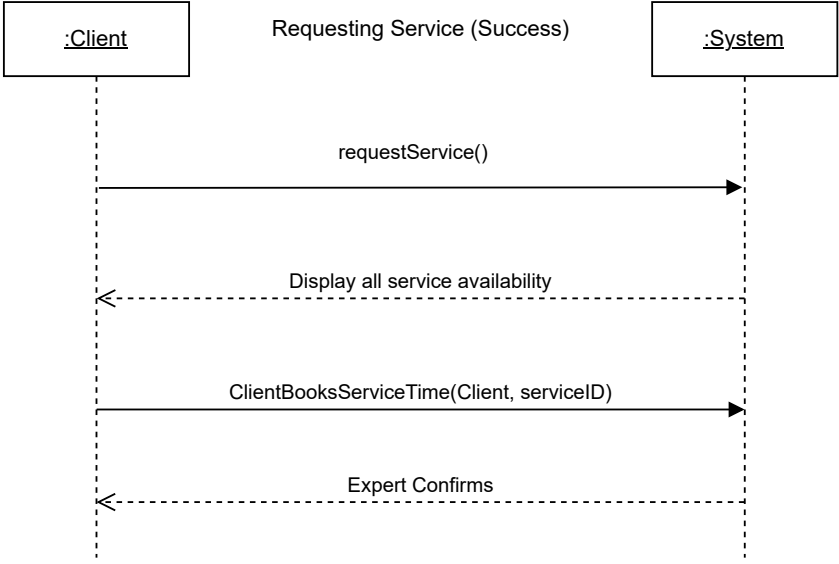 :Client
Requesting Service (Success)
:System
requestService()
Display all service availability
ClientBooksServiceTime(Client, serviceID)
Expert Confirms